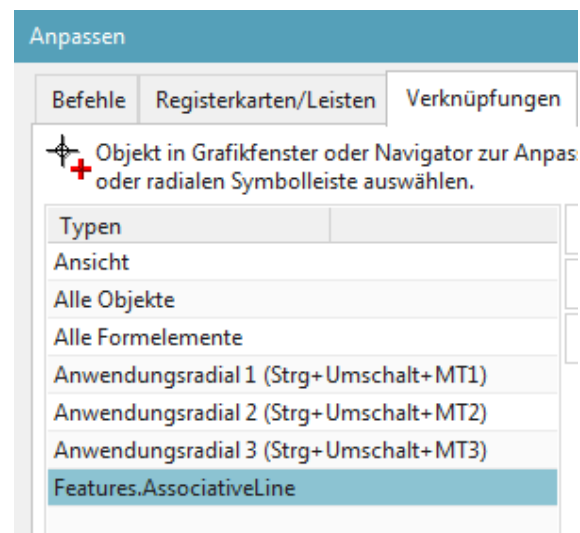 Anpassen
Befehle
Registerkarten/Leisten
Verknüpfungen
Objekt in Grafikfenster oder Navigator zur
oder radialen Symbolleiste auswählen.
Typen
Ansicht
Alle Objekte
Alle Formelemente
Anwendungsradial 1 (Strg+Umschalt+MT1)
Anwendungsradial 2 (Strg+Umschalt+MT2)
Anwendungsradial 3 (Strg+Umschalt+MT3)
Features.AssociativeLine